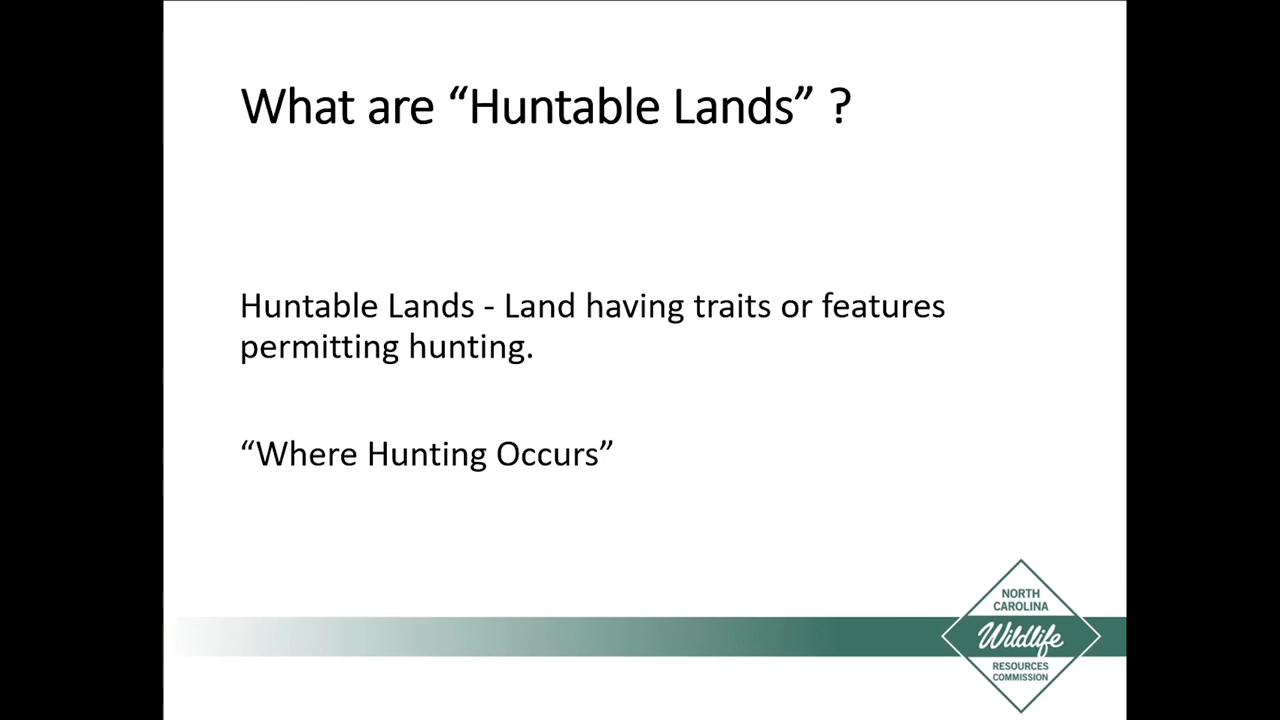 What are “Huntable Lands” ?
Huntable Lands - Land having traits or features
permitting hunting.
“Where Hunting Occurs”
NORTH
CAROLINA
Wildlife
RESOURCES
COMMISSION